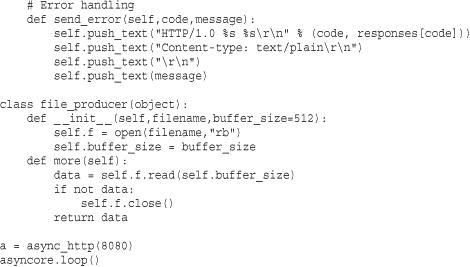 # Error handling
    def send_error(self,code,message):
        self.push_text("HTTP/1.0 %s %s\r\n" % (code, responses[code]))
        self.push_text("Content-type: text/plain\r\n")
        self.push_text("\r\n")
        self.push_text(message)

class file_producer(object):
    def __init__(self,filename,buffer_size=512):
        self.f = open(filename,"rb")
        self.buffer_size = buffer_size
    def more(self):
        data = self.f.read(self.buffer_size)
        if not data:
            self.f.close()
        return data

a = async_http(8080)
asyncore.loop()